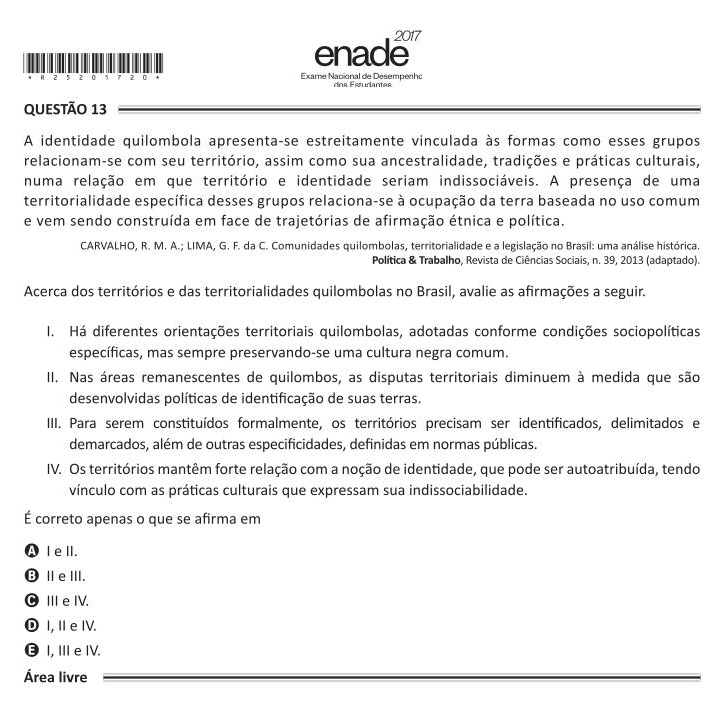 *R25201720*
enade 2017
Exame Nacional de Desempenho
dos Estudantes
QUESTÃO 13
A identidade quilombola apresenta-se estreitamente vinculada às formas como esses grupos
relacionam-se com seu território, assim como sua ancestralidade, tradições e práticas culturais,
numa relação em que território e identidade seriam indissociáveis. A presença de uma
territorialidade específica desses grupos relaciona-se à ocupação da terra baseada no uso comum
e vem sendo construída em face de trajetórias de afirmação étnica e política.
CARVALHO, R. M. A.; LIMA, G. F. da C. Comunidades quilombolas, territorialidade e a legislação no Brasil: uma análise histórica.
Política & Trabalho, Revista de Ciências Sociais, n. 39, 2013 (adaptado).
Acerca dos territórios e das territorialidades quilombolas no Brasil, avalie as afirmações a seguir.
I. Há diferentes orientações territoriais quilombolas, adotadas conforme condições sociopolíticas
específicas, mas sempre preservando-se uma cultura negra comum.
II. Nas áreas remanescentes de quilombos, as disputas territoriais diminuem à medida que são
desenvolvidas políticas de identificação de suas terras.
III. Para serem constituídos formalmente, os territórios precisam ser identificados, delimitados e
demarcados, além de outras especificidades, definidas em normas públicas.
IV. Os territórios mantêm forte relação com a noção de identidade, que pode ser autoatribuída, tendo
vínculo com as práticas culturais que expressam sua indissociabilidade.
É correto apenas o que se afirma em
A I e II.
B II e III.
C III e IV.
D I, II e IV.
E I, III e IV.
Área livre